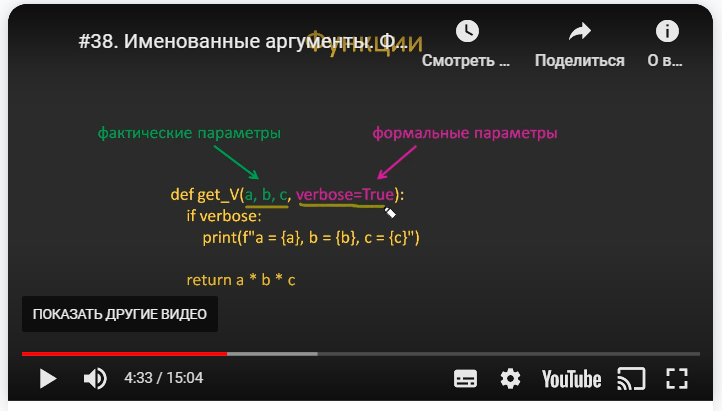 #38. Именованные аргументы. Ф...
Функции
Смотреть ...
Поделиться
О в...
фактические параметры
формальные параметры
def get_V(a, b, c, verbose=True):
if verbose:
print(f"a = {a}, b = {b}, c = {c}")
return a * b * c
ПОКАЗАТЬ ДРУГИЕ ВИДЕО
4:33 / 15:04
YouTube